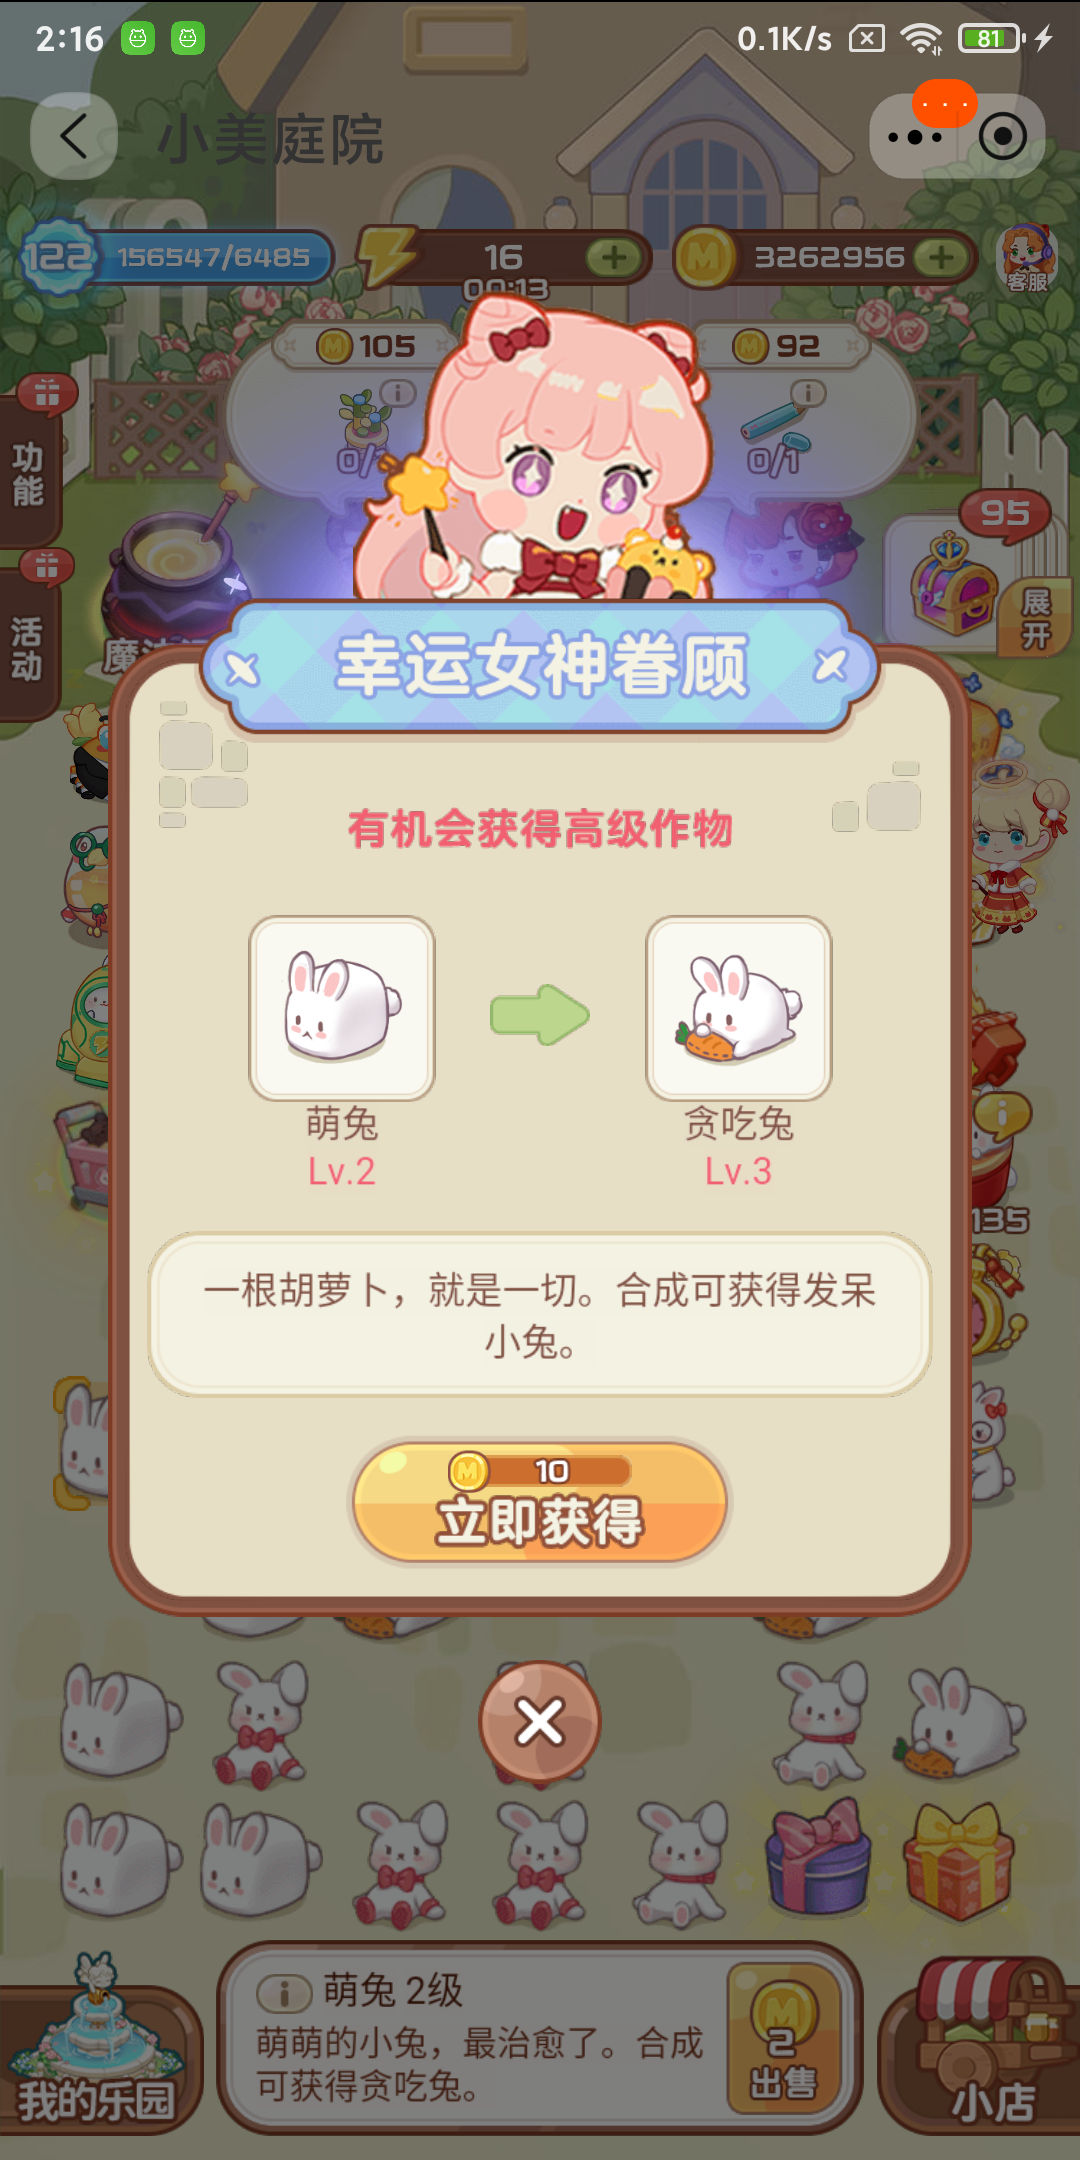 2:16
0.1K/s
81
小美庭院
122
156547/6485
16
00:13
3262956
客服
105
92
0/1
0/1
功能
活动
95
展开
幸运女神眷顾
有机会获得高级作物
萌兔
Lv.2
贪吃兔
Lv.3
135
一根胡萝卜，就是一切。合成可获得发呆
小兔。
10
立即获得
我的乐园
萌兔 2级
萌萌的小兔，最治愈了。合成
可获得贪吃兔。
2
出售
小店